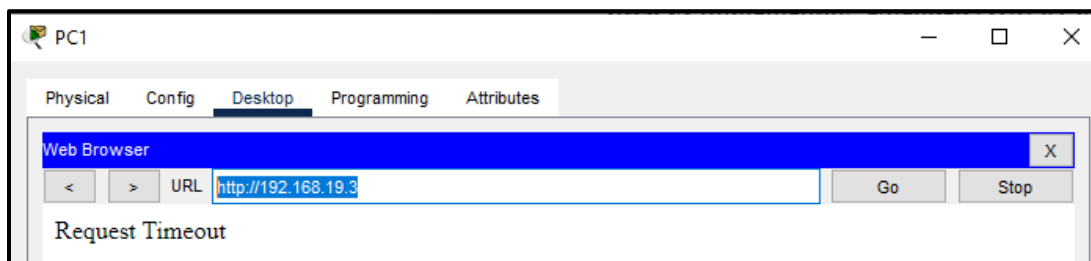 PC1
Physical Config Desktop Programming Attributes
Web Browser X
< > URL http://192.168.19.3 Go Stop
Request Timeout